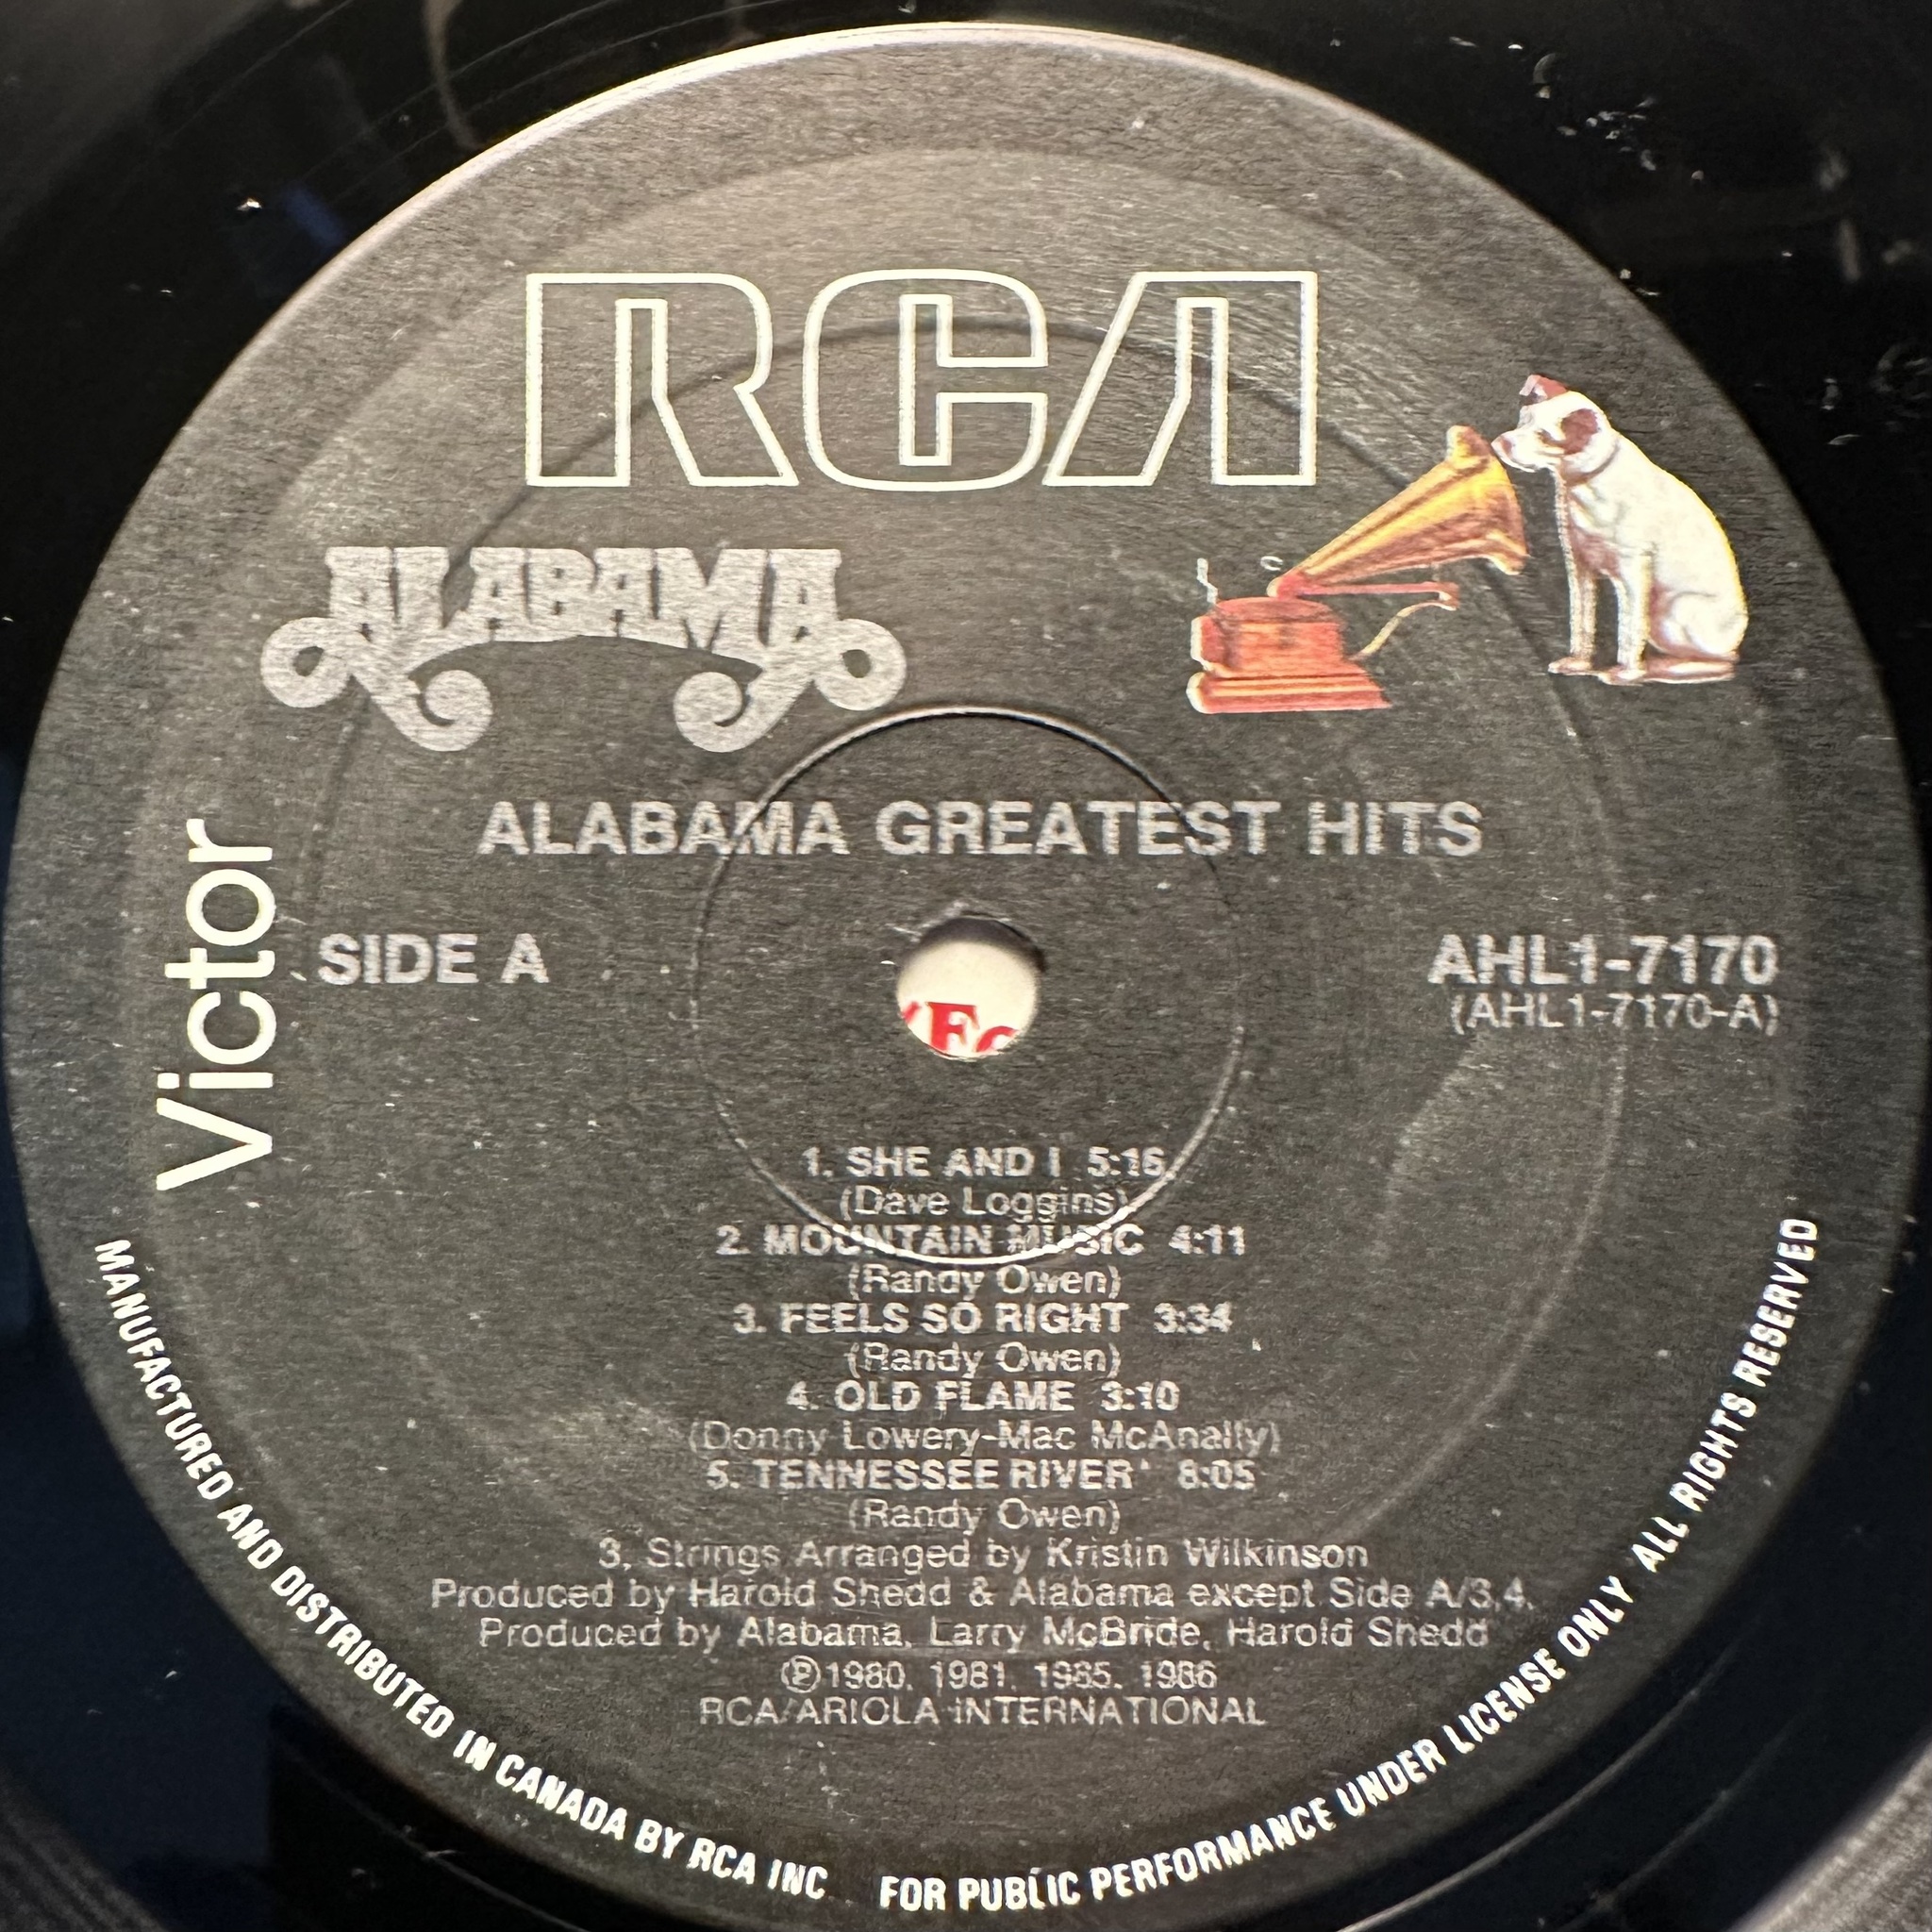 RCA
ALABAMA
ALABAMA GREATEST HITS
Victor
SIDE A
AHL1-7170
(AHL1-7170-A)
1. SHE AND I 5:16
(Dave Loggins)
2. MOUNTAIN MUSIC 4:11
(Randy Owen)
3. FEELS SO RIGHT 3:34
(Randy Owen)
4. OLD FLAME 3:10
(Donny Lowery-Mac McAnally)
5. TENNESSEE RIVER* 8:05
(Randy Owen)
3, Strings Arranged by Kristin Wilkinson
Produced by Harold Shedd & Alabama except Side A/3,4.
Produced by Alabama, Larry McBride, Harold Shedd
℗1980, 1981, 1985, 1986
RCA/ARIOLA INTERNATIONAL
MANUFACTURED AND DISTRIBUTED IN CANADA BY RCA INC FOR PUBLIC PERFORMANCE UNDER LICENSE ONLY ALL RIGHTS RESERVED